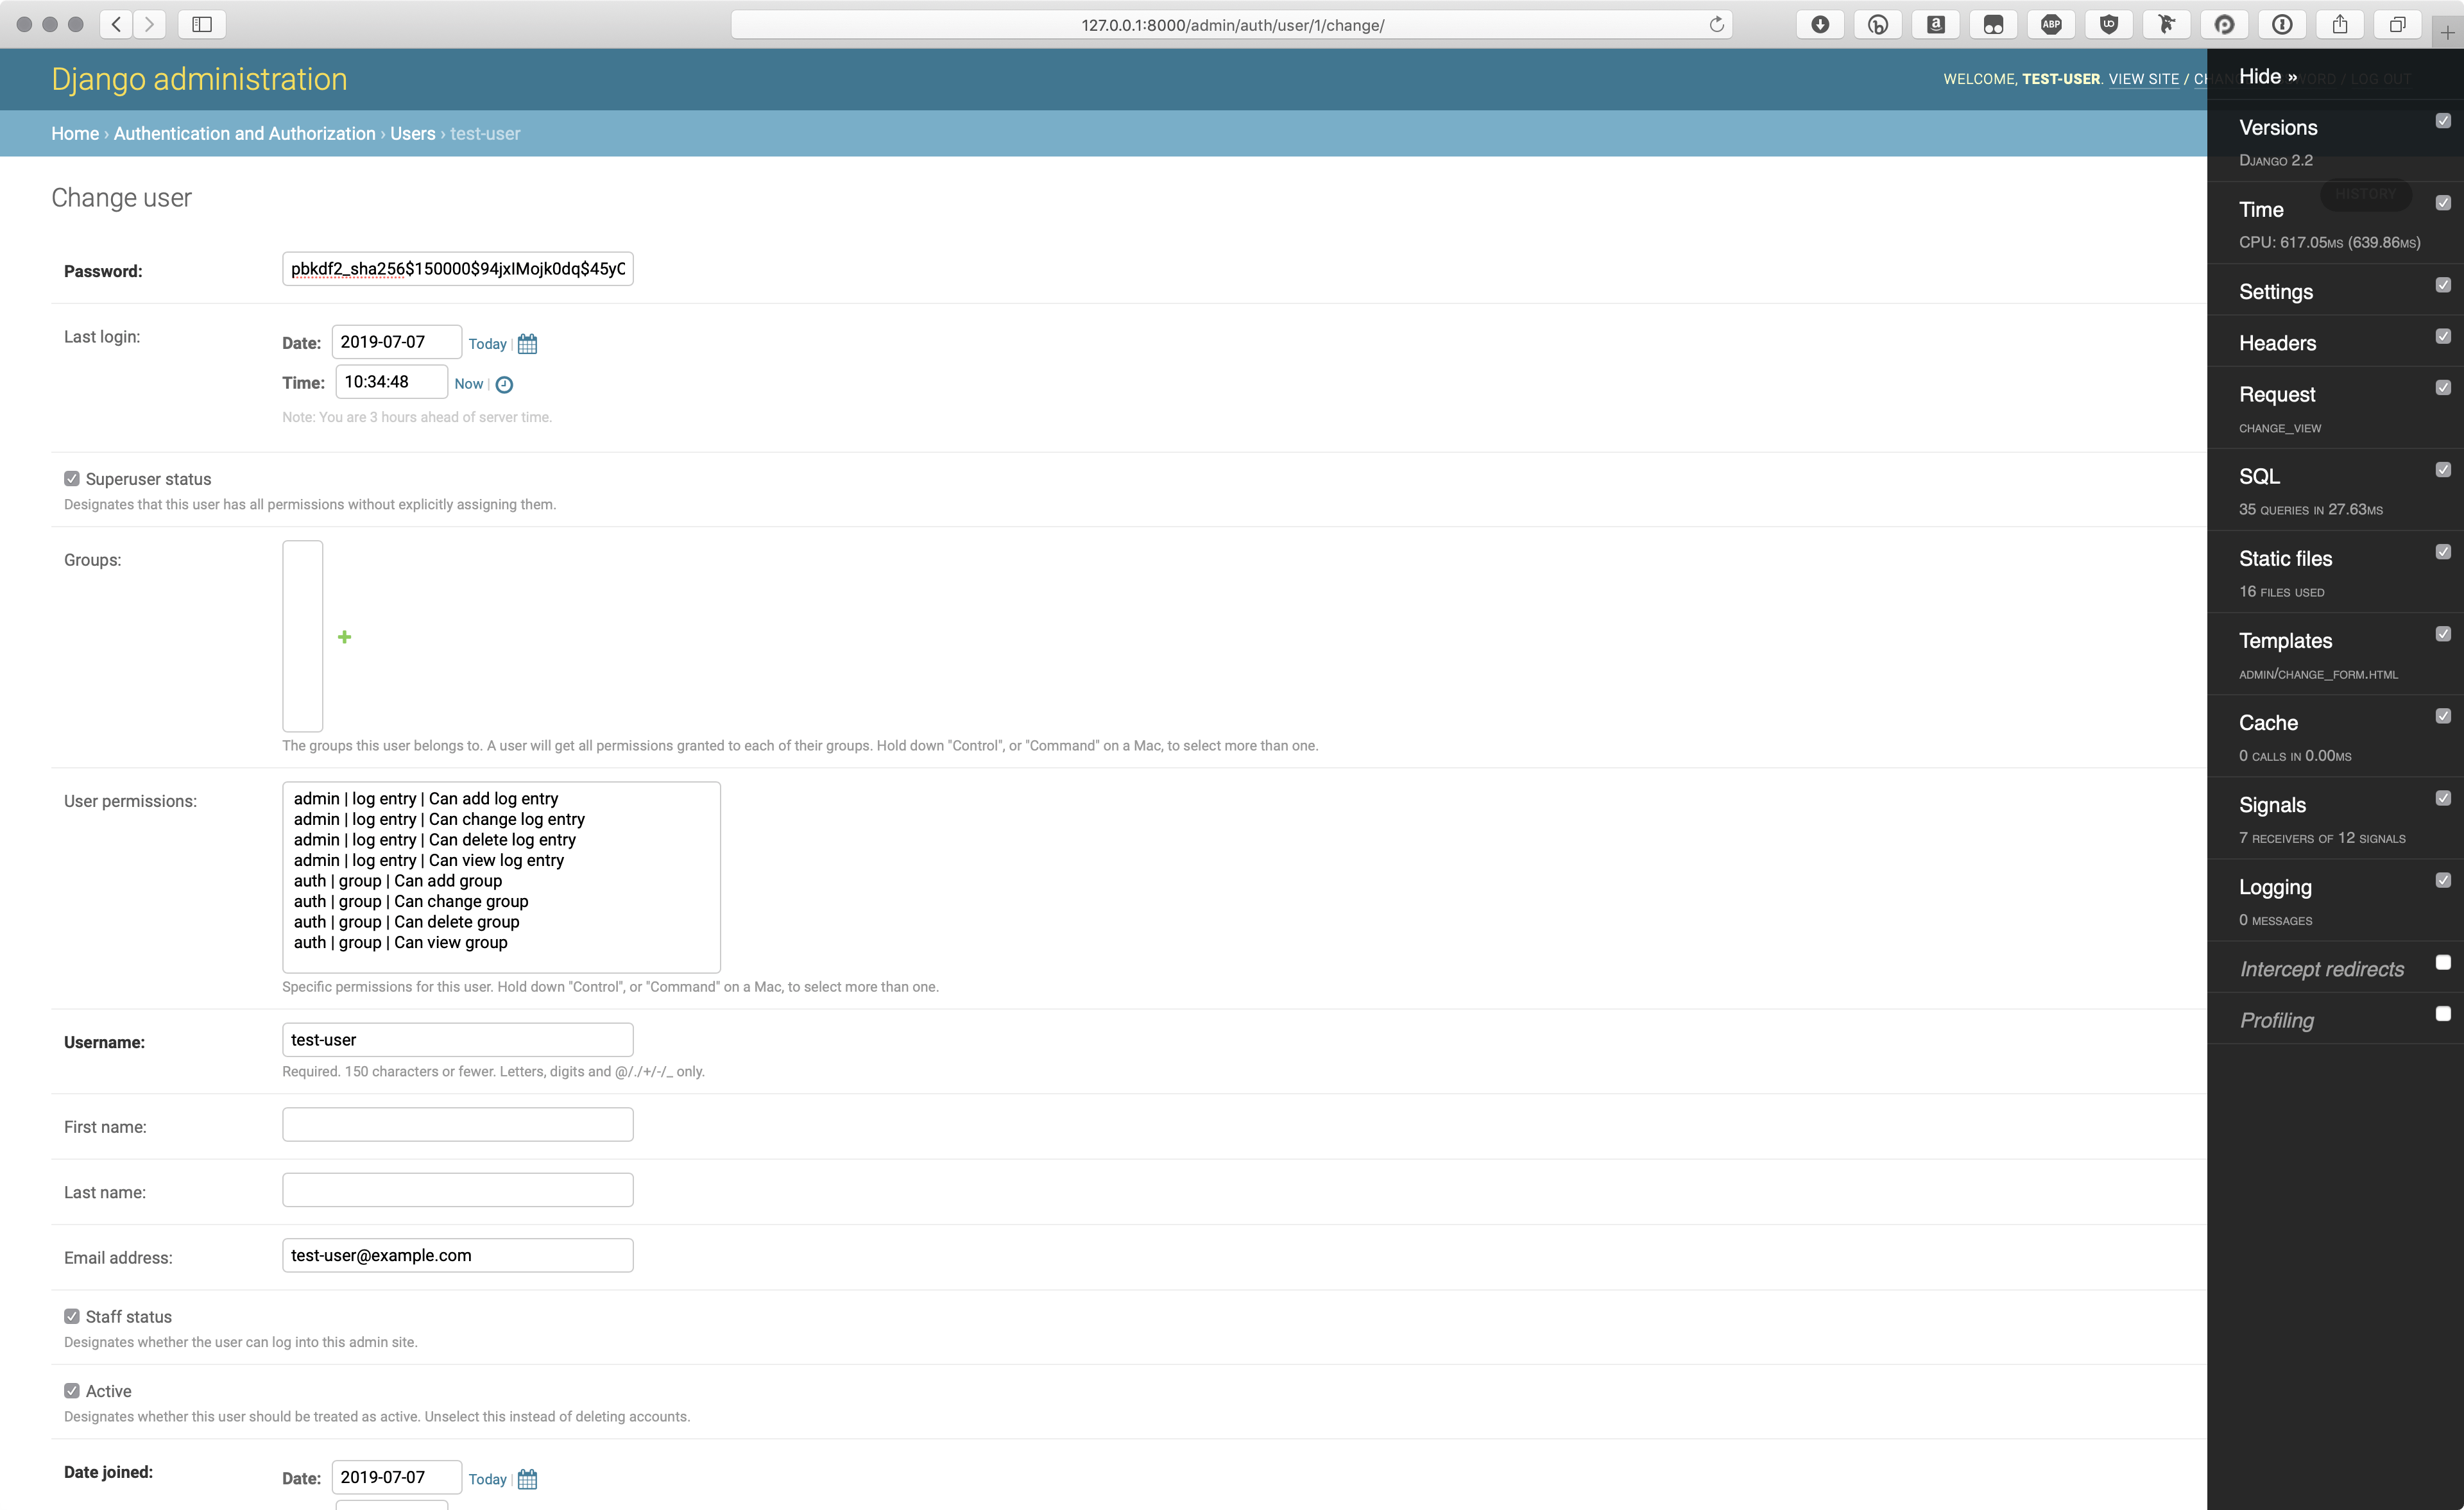 127.0.0.1:8000/admin/auth/user/1/change/
ABP
Django administration
WELCOME, TEST-USER. VIEW SITE / CHANGE PASSWORD / LOG OUT
Home › Authentication and Authorization › Users › test-user
Change user
HISTORY
Password:
pbkdf2_sha256$150000$94jxIMojk0dq$45yC
Last login:
Date: 2019-07-07 Today |
Time: 10:34:48 Now |
Note: You are 3 hours ahead of server time.
Superuser status
Designates that this user has all permissions without explicitly assigning them.
Groups:
The groups this user belongs to. A user will get all permissions granted to each of their groups. Hold down "Control", or "Command" on a Mac, to select more than one.
User permissions:
admin | log entry | Can add log entry
admin | log entry | Can change log entry
admin | log entry | Can delete log entry
admin | log entry | Can view log entry
auth | group | Can add group
auth | group | Can change group
auth | group | Can delete group
auth | group | Can view group
Specific permissions for this user. Hold down "Control", or "Command" on a Mac, to select more than one.
Username:
test-user
Required. 150 characters or fewer. Letters, digits and @/./+/-/_ only.
First name:
Last name:
Email address:
test-user@example.com
Staff status
Designates whether the user can log into this admin site.
Active
Designates whether this user should be treated as active. Unselect this instead of deleting accounts.
Date joined:
Date: 2019-07-07 Today |
Hide »
Versions
Django 2.2
Time
CPU: 617.05ms (639.86ms)
Settings
Headers
Request
change_view
SQL
35 queries in 27.63ms
Static files
16 files used
Templates
admin/change_form.html
Cache
0 calls in 0.00ms
Signals
7 receivers of 12 signals
Logging
0 messages
Intercept redirects
Profiling